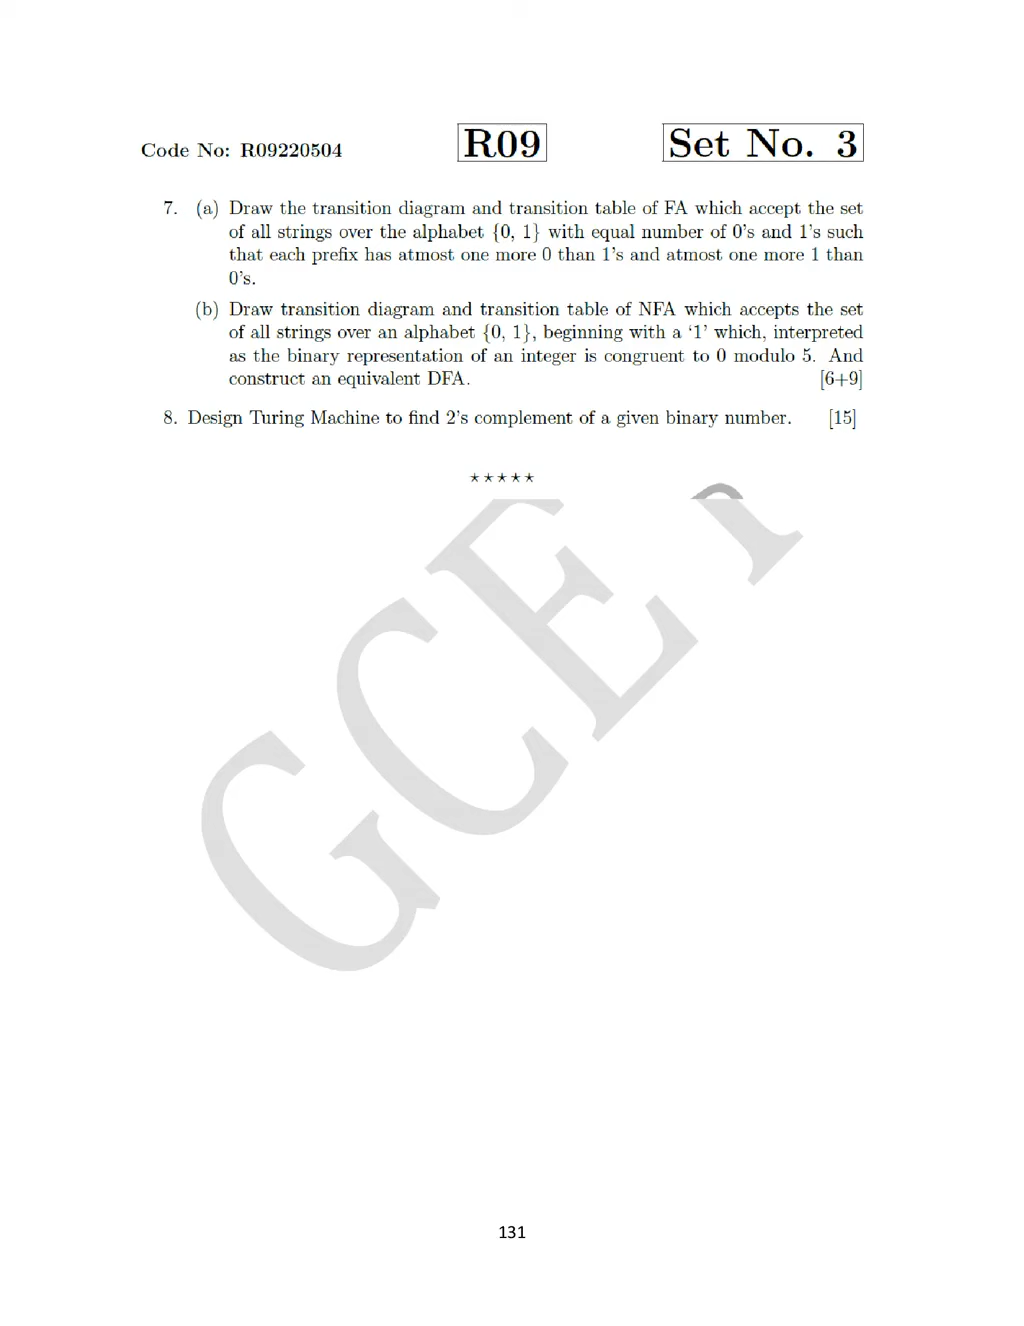 Code No: R09220504 R09 Set No. 3
7. (a) Draw the transition diagram and transition table of FA which accept the set
of all strings over the alphabet {0, 1} with equal number of 0's and 1's such
that each prefix has atmost one more 0 than 1's and atmost one more 1 than
0's.
(b) Draw transition diagram and transition table of NFA which accepts the set
of all strings over an alphabet {0, 1}, beginning with a ‘1’ which, interpreted
as the binary representation of an integer is congruent to 0 modulo 5. And
construct an equivalent DFA. [6+9]
8. Design Turing Machine to find 2's complement of a given binary number. [15]
⋆⋆⋆⋆⋆
GCET
131